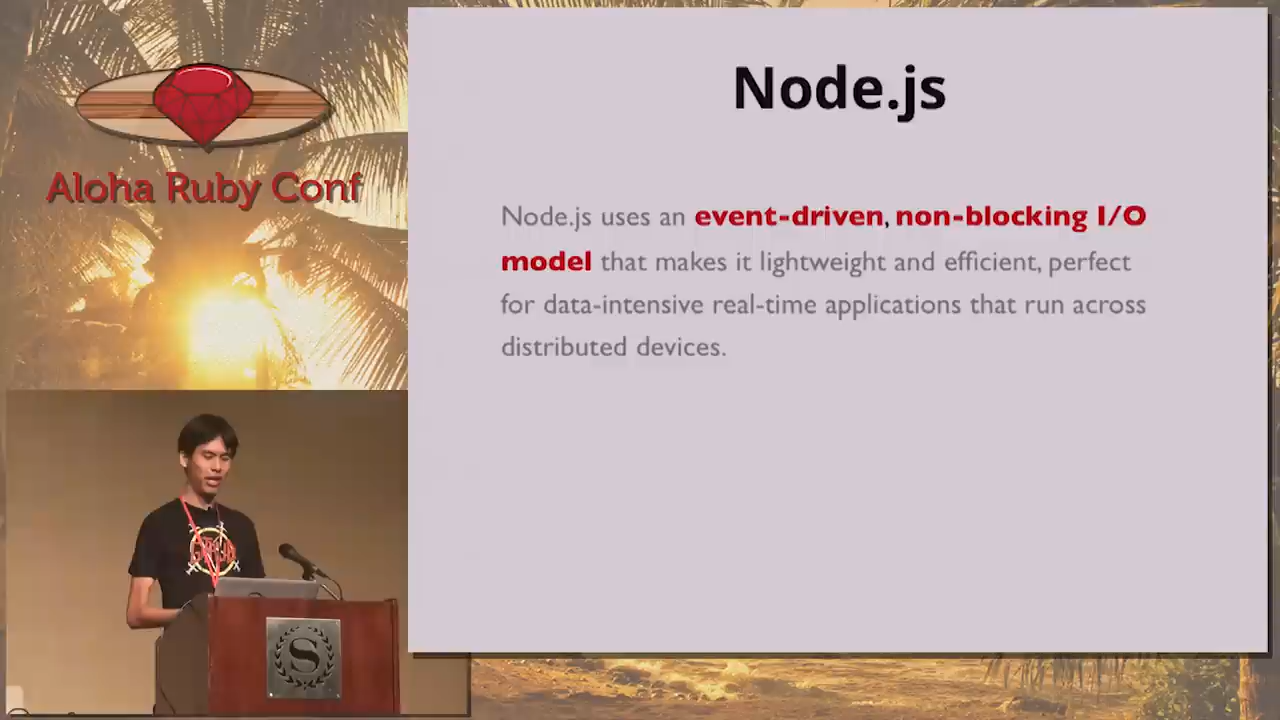 Aloha Ruby Conf
Node.js
Node.js uses an event-driven, non-blocking I/O
model that makes it lightweight and efficient, perfect
for data-intensive real-time applications that run across
distributed devices.
S